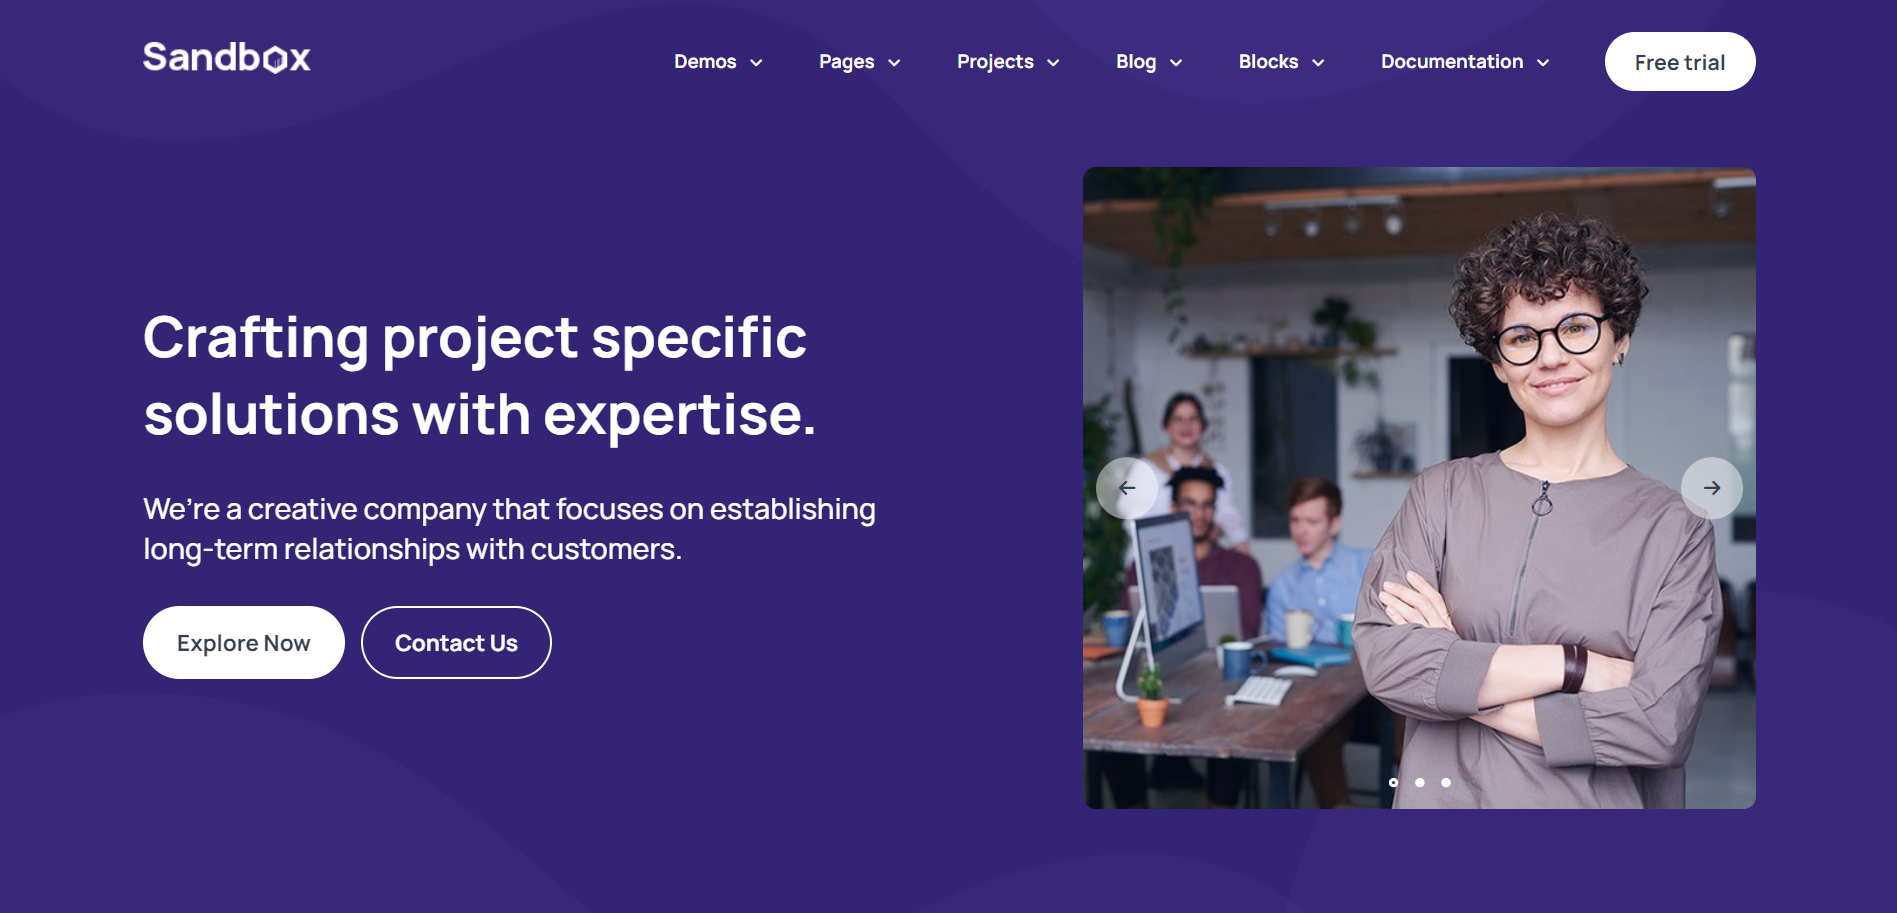 Sandbox
Demos
Pages
Projects
Blog
Blocks
Documentation
Free trial
Crafting project specific
solutions with expertise.
We’re a creative company that focuses on establishing
long-term relationships with customers.
Explore Now
Contact Us